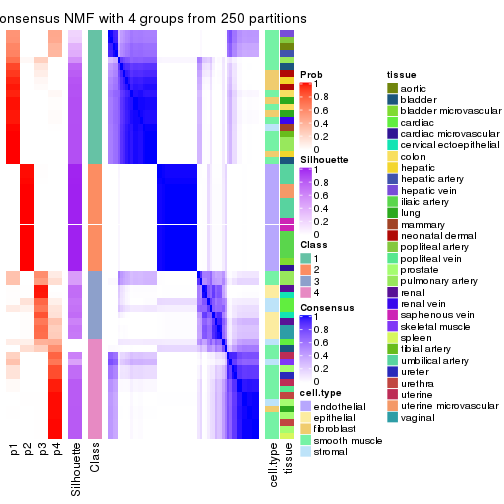 onsensus NMF with 4 groups from 250 partitions
p1
p2
p3
p4
Silhouette
Class
cell.type
tissue
Prob
0.8
0.6
0.4
0.2
0
Silhouette
1
0.8
0.6
0.4
0.2
0
Class
1
2
3
4
Consensus
1
0.8
0.6
0.4
0.2
0
cell.type
endothelial
epithelial
fibroblast
smooth muscle
stromal
tissue
aortic
bladder
bladder microvascular
cardiac
cardiac microvascular
cervical ectoepithelial
colon
hepatic
hepatic artery
hepatic vein
iliaic artery
lung
mammary
neonatal dermal
popliteal artery
popliteal vein
prostate
pulmonary artery
renal
renal vein
saphenous vein
skeletal muscle
spleen
tibial artery
umbilical artery
ureter
urethra
uterine
uterine microvascular
vaginal